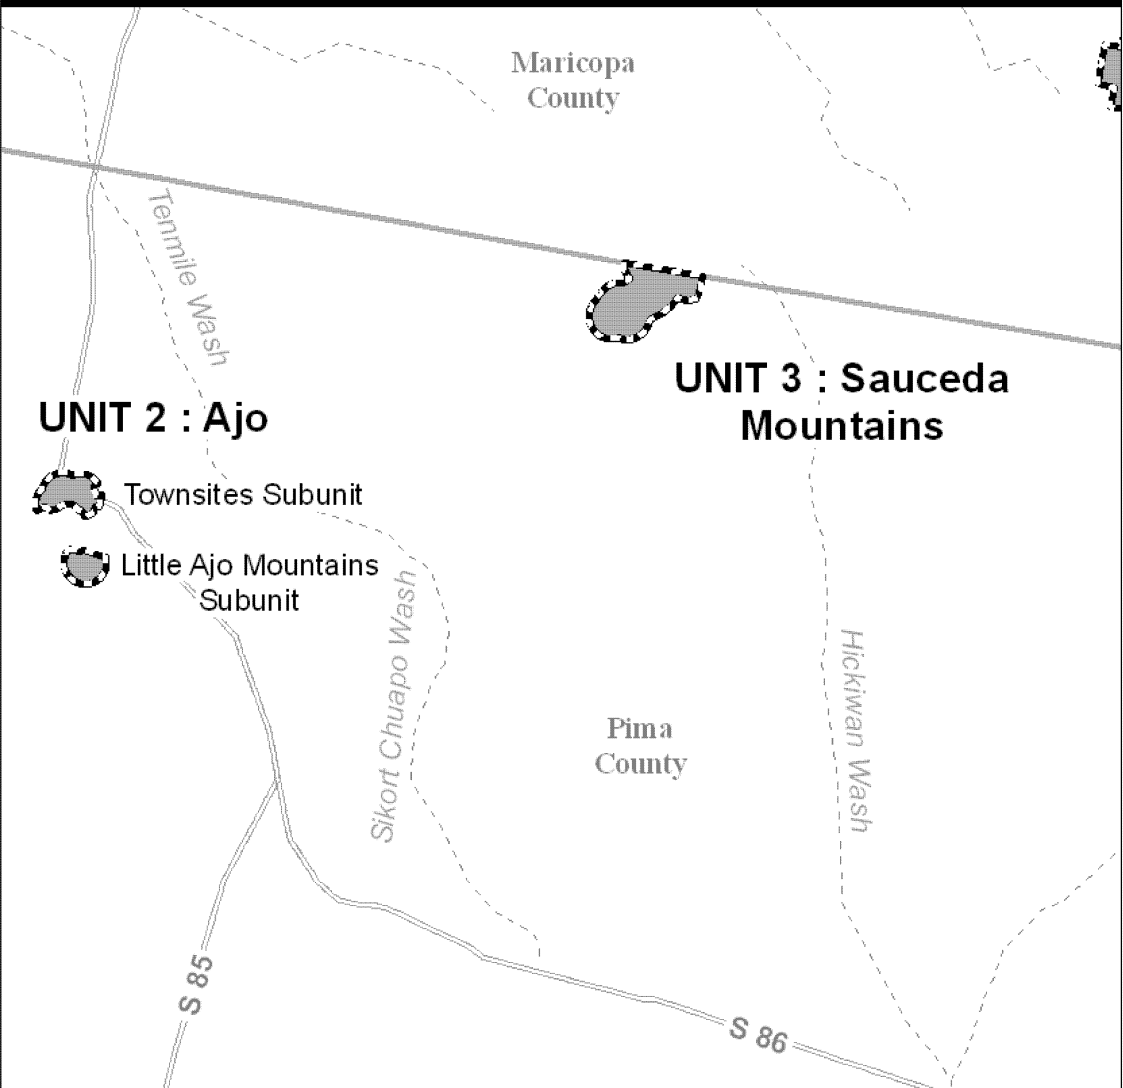 Maricopa
County
Tenmile Wash
UNIT 3 : Sauceda
Mountains
UNIT 2 : Ajo
Townsites Subunit
Little Ajo Mountains
Subunit
Sikort Chuapo Wash
Hickiwan Wash
Pima
County
S 85
S 86